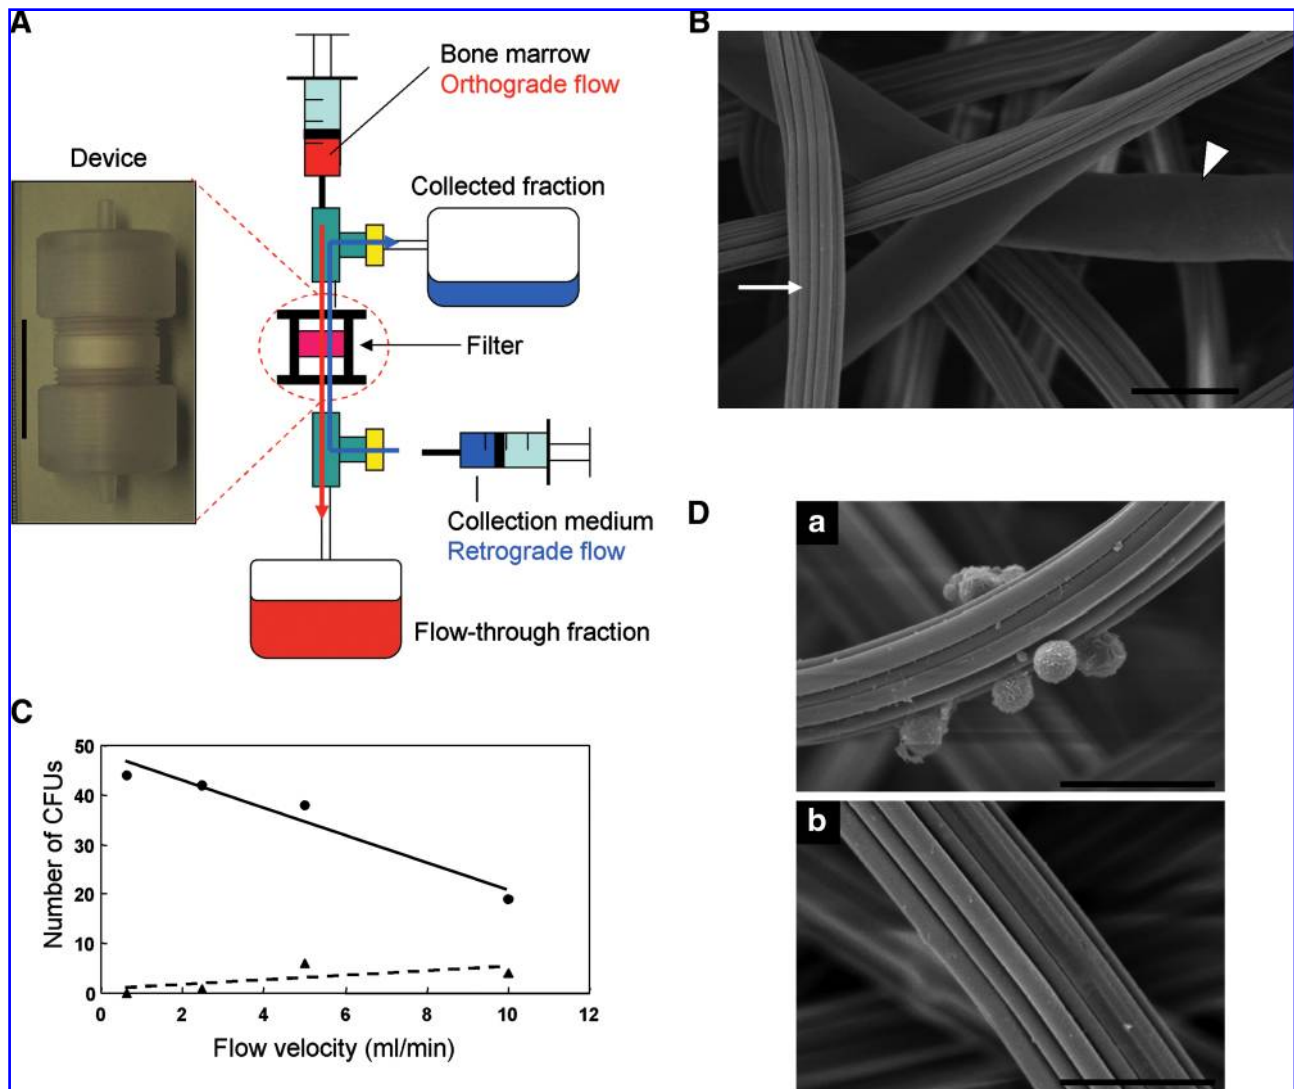 A
Bone marrow
Orthograde flow
Device
Collected fraction
Filter
Collection medium
Retrograde flow
Flow-through fraction
B
C
50
40
30
20
10
0
0 2 4 6 8 10 12
Number of CFUs
Flow velocity (ml/min)
D
a
b